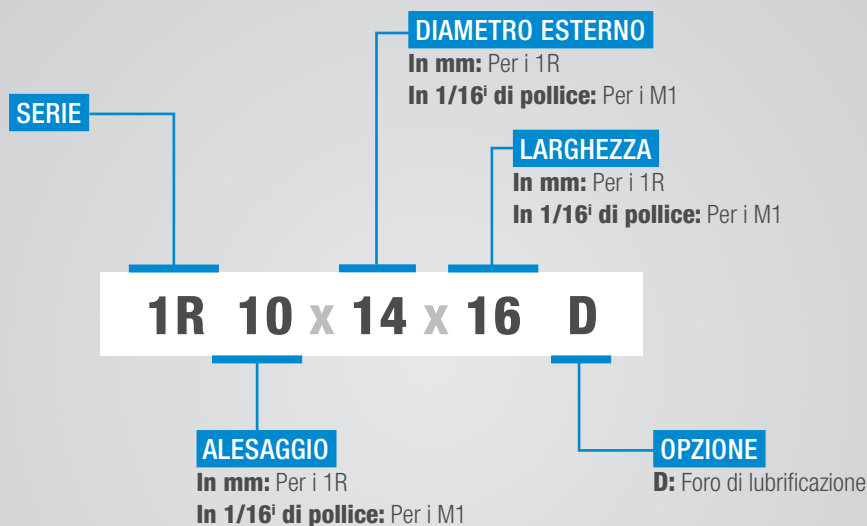 DIAMETRO ESTERNO
In mm: Per i 1R
In 1/16ⁱ di pollice: Per i M1
SERIE
LARGHEZZA
In mm: Per i 1R
In 1/16ⁱ di pollice: Per i M1
1R 10 x 14 x 16 D
ALESAGGIO
In mm: Per i 1R
In 1/16ⁱ di pollice: Per i M1
OPZIONE
D: Foro di lubrificazione